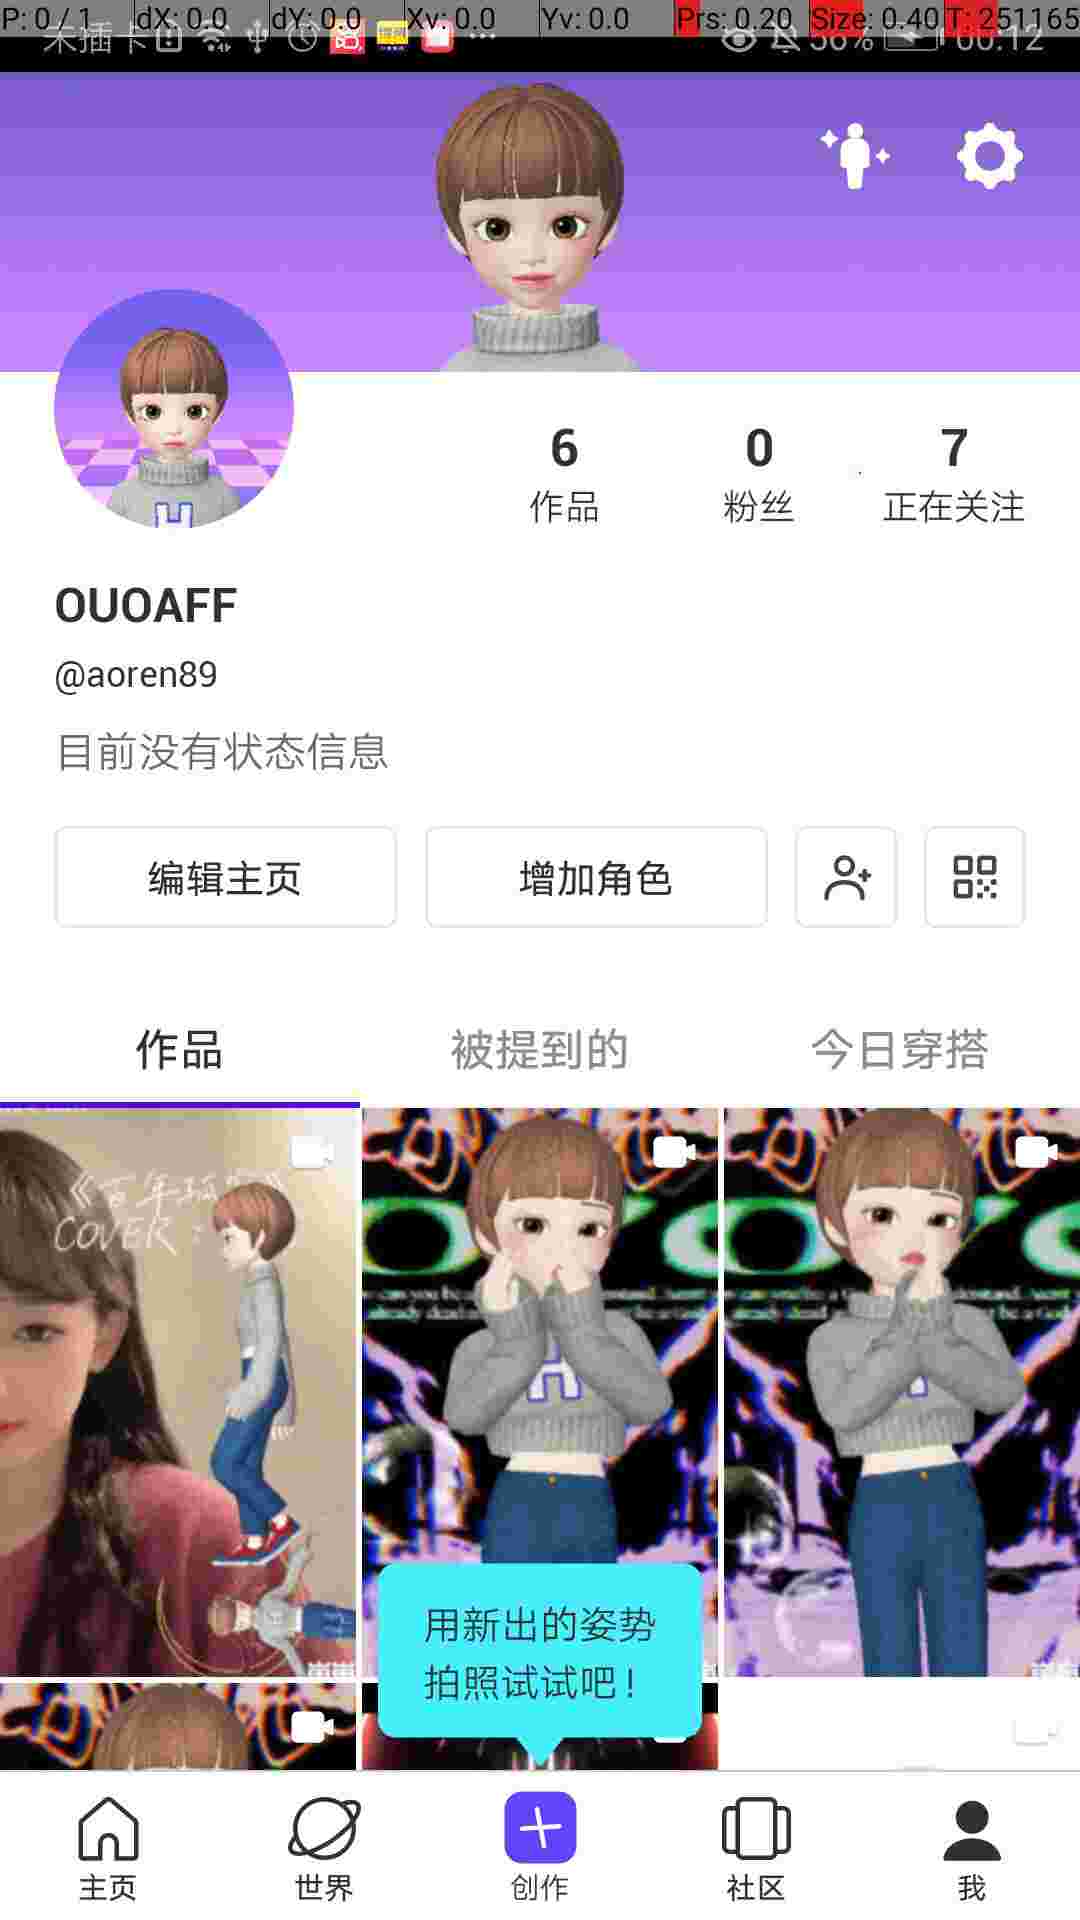 P: 0 / 1 dX: 0.0 dY: 0.0 Xv: 0.0 Yv: 0.0 Prs: 0.20 Size: 0.40 T: 251165
未插卡 56% 00:12
6 0 7
作品 粉丝 正在关注
OUOAFF
@aoren89
目前没有状态信息
编辑主页 增加角色
作品 被提到的 今日穿搭
COVER :
用新出的姿势
拍照试试吧！
主页 世界 创作 社区 我